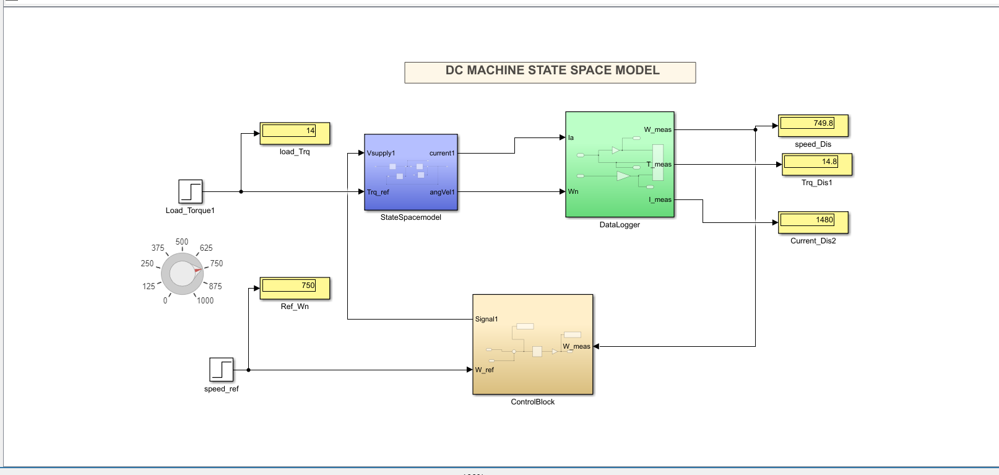 DC MACHINE STATE SPACE MODEL
14
load_Trq
Load_Torque1
Vsupply1
current1
Trq_ref
angVel1
StateSpacemodel
Ia
W_meas
T_meas
Wn
I_meas
DataLogger
749.8
speed_Dis
14.8
Trq_Dis1
1480
Current_Dis2
500
375
625
250
750
125
875
0
1000
750
Ref_Wn
speed_ref
Signal1
W_meas
W_ref
ControlBlock